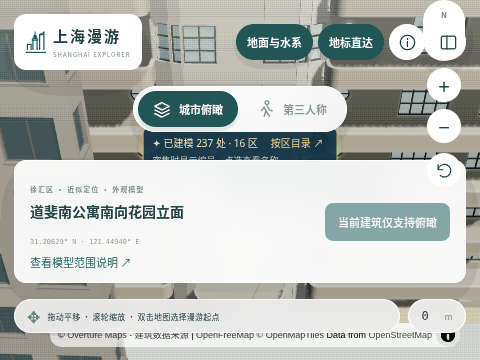 上海漫游
SHANGHAI EXPLORER
地面与水系
地标直达
N
城市俯瞰
第三人称
✦ 已建模 237 处 · 16 区 按区目录 ↗
徐汇区 · 近似定位 · 外观模型
道斐南公寓南向花园立面
31.20629° N · 121.44940° E
查看模型范围说明 ↗
当前建筑仅支持俯瞰
拖动平移 · 滚轮缩放 · 双击地图选择漫游起点
0 m
© Overture Maps · 建筑数据来源 | OpenFreeMap © OpenMapTiles Data from OpenStreetMap